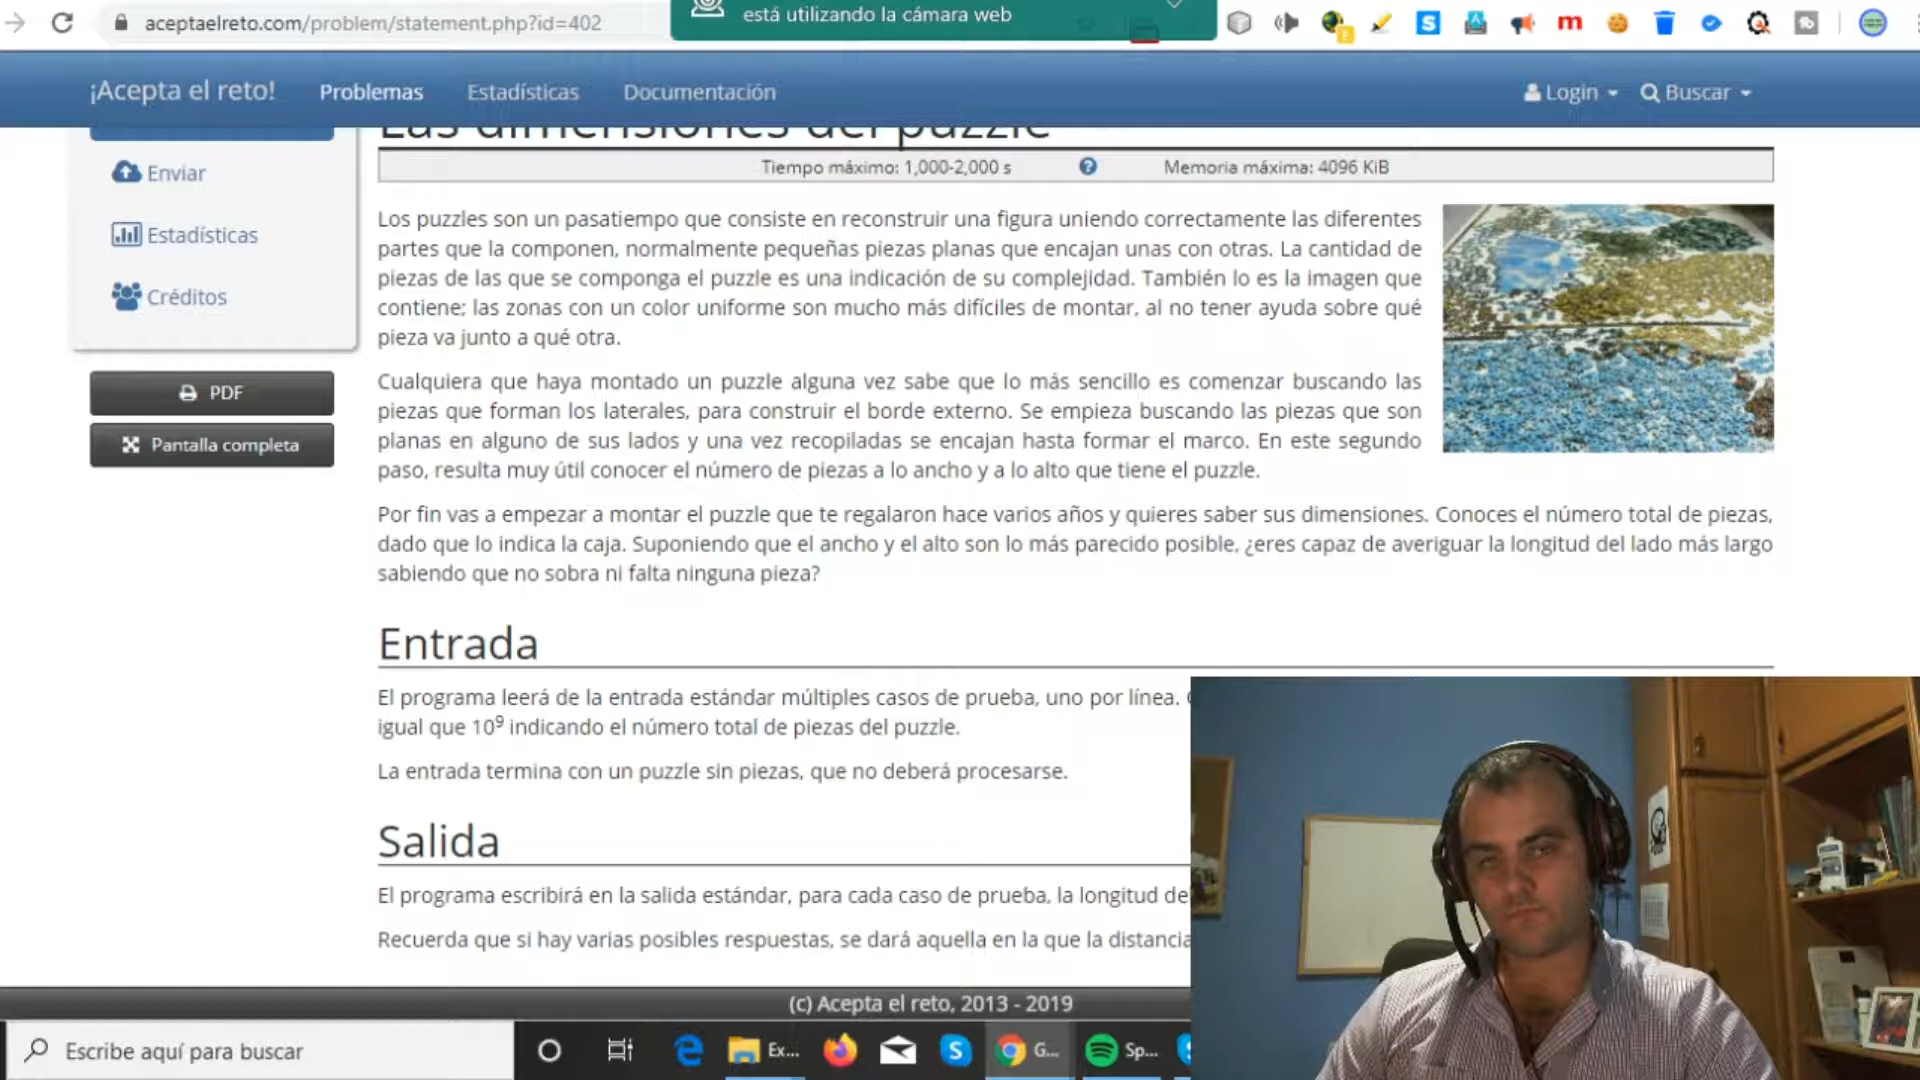 aceptaelreto.com/problem/statement.php?id=402
está utilizando la cámara web
¡Acepta el reto!
Problemas
Estadísticas
Documentación
Login
Buscar
Las dimensiones del puzzle
Tiempo máximo: 1,000-2,000 s
Memoria máxima: 4096 KiB
Enviar
Estadísticas
Créditos
PDF
Pantalla completa
Los puzzles son un pasatiempo que consiste en reconstruir una figura uniendo correctamente las diferentes
partes que la componen, normalmente pequeñas piezas planas que encajan unas con otras. La cantidad de
piezas de las que se componga el puzzle es una indicación de su complejidad. También lo es la imagen que
contiene; las zonas con un color uniforme son mucho más difíciles de montar, al no tener ayuda sobre qué
pieza va junto a qué otra.
Cualquiera que haya montado un puzzle alguna vez sabe que lo más sencillo es comenzar buscando las
piezas que forman los laterales, para construir el borde externo. Se empieza buscando las piezas que son
planas en alguno de sus lados y una vez recopiladas se encajan hasta formar el marco. En este segundo
paso, resulta muy útil conocer el número de piezas a lo ancho y a lo alto que tiene el puzzle.
Por fin vas a empezar a montar el puzzle que te regalaron hace varios años y quieres saber sus dimensiones. Conoces el número total de piezas,
dado que lo indica la caja. Suponiendo que el ancho y el alto son lo más parecido posible, ¿eres capaz de averiguar la longitud del lado más largo
sabiendo que no sobra ni falta ninguna pieza?
Entrada
El programa leerá de la entrada estándar múltiples casos de prueba, uno por línea.
igual que 10⁹ indicando el número total de piezas del puzzle.
La entrada termina con un puzzle sin piezas, que no deberá procesarse.
Salida
El programa escribirá en la salida estándar, para cada caso de prueba, la longitud de
Recuerda que si hay varias posibles respuestas, se dará aquella en la que la distancia
(c) Acepta el reto, 2013 - 2019
Escribe aquí para buscar
Ex...
G...
Sp...